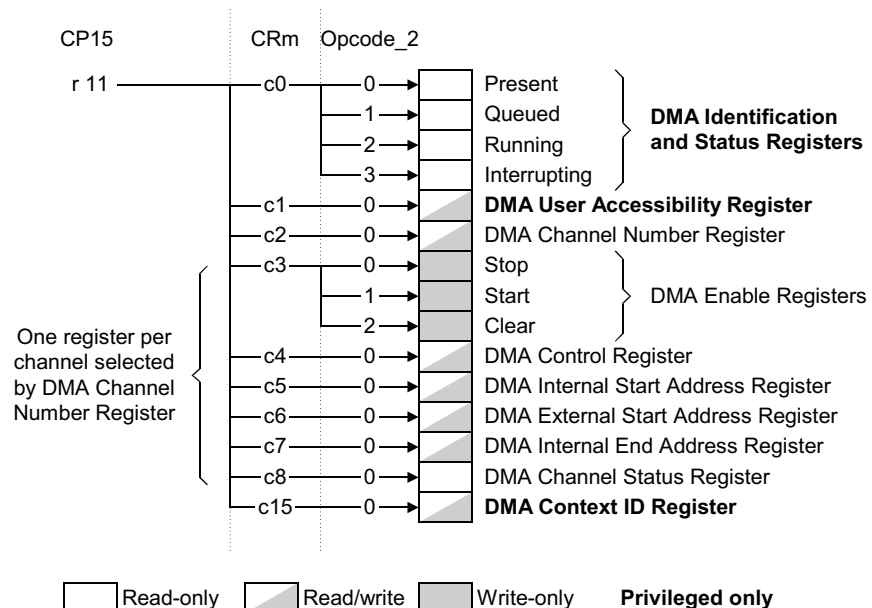 CP15 CRm Opcode_2
r 11 c0 0 Present
1 Queued DMA Identification
2 Running and Status Registers
3 Interrupting
c1 0 DMA User Accessibility Register
c2 0 DMA Channel Number Register
c3 0 Stop
1 Start DMA Enable Registers
2 Clear
One register per
channel selected
by DMA Channel
Number Register
c4 0 DMA Control Register
c5 0 DMA Internal Start Address Register
c6 0 DMA External Start Address Register
c7 0 DMA Internal End Address Register
c8 0 DMA Channel Status Register
c15 0 DMA Context ID Register
Read-only Read/write Write-only Privileged only